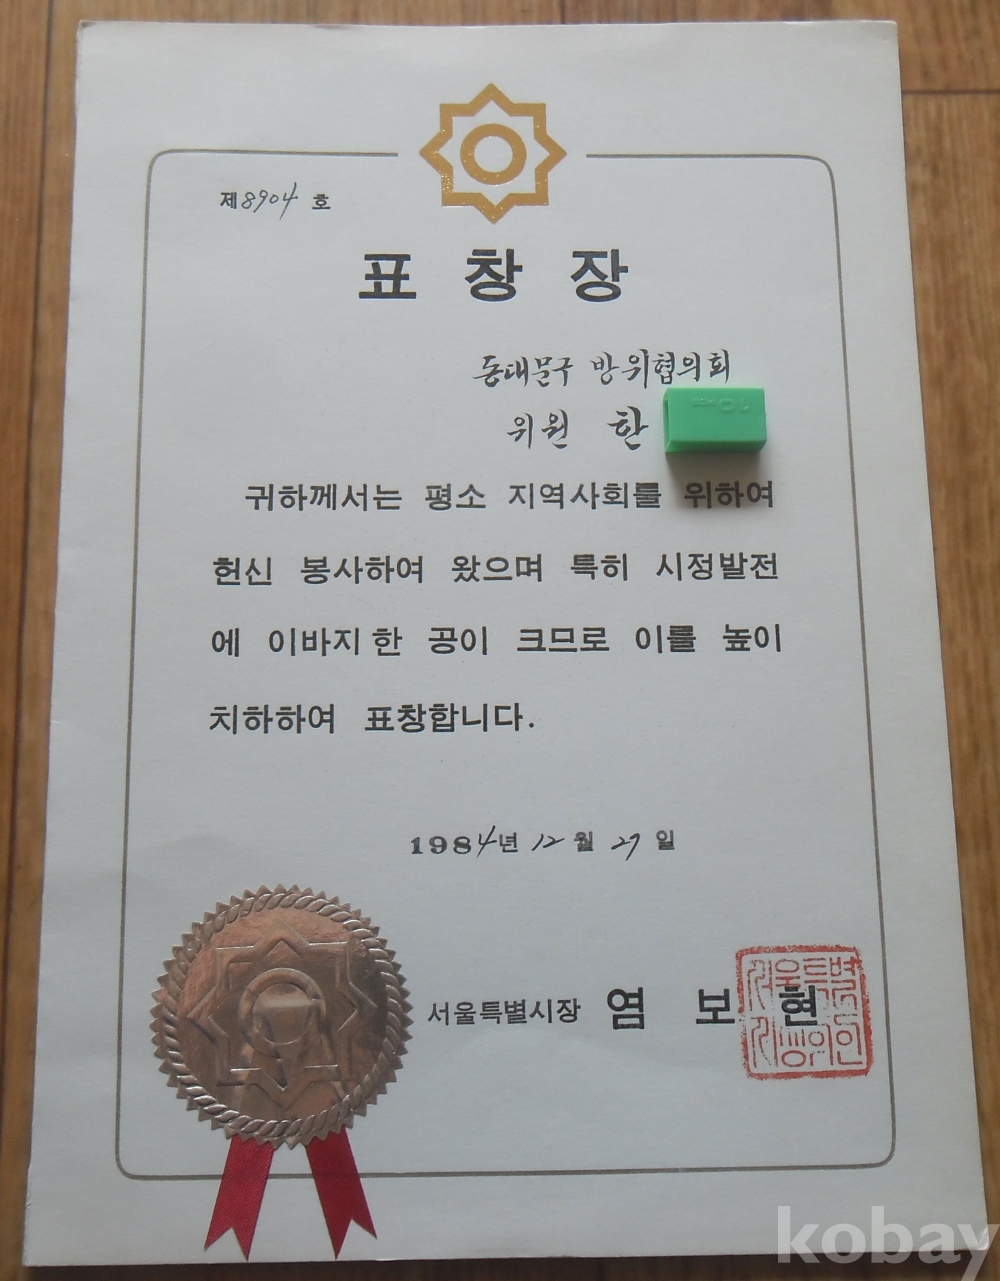 제8904 호
표 창 장
동대문구 방위협의회
위원 한
귀하께서는 평소 지역사회를 위하여
헌신 봉사하여 왔으며 특히 시정발전
에 이바지 한 공이 크므로 이를 높이
치하하여 표창합니다.
1984년 12월 27일
서울특별시장 염 보 현
서울특별
시장의인
kobay